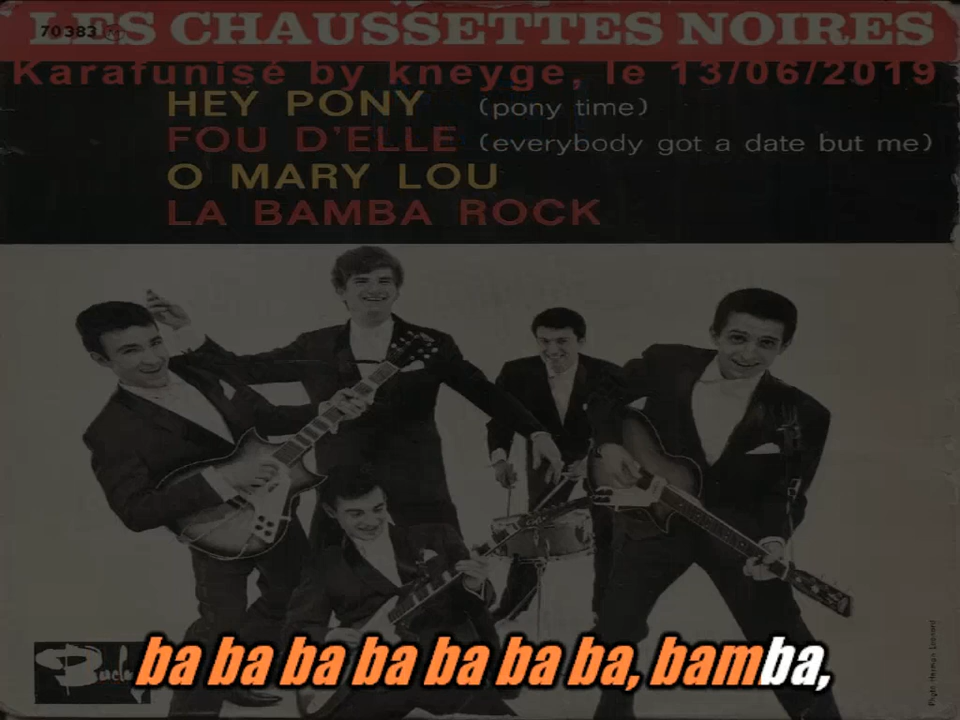 LES CHAUSSETTES NOIRES
70383
Karafunisé by kneyge, le 13/06/2019
HEY PONY (pony time)
FOU D'ELLE (everybody got a date but me)
O MARY LOU
LA BAMBA ROCK
Barclay
ba ba ba ba ba ba ba, bamba,